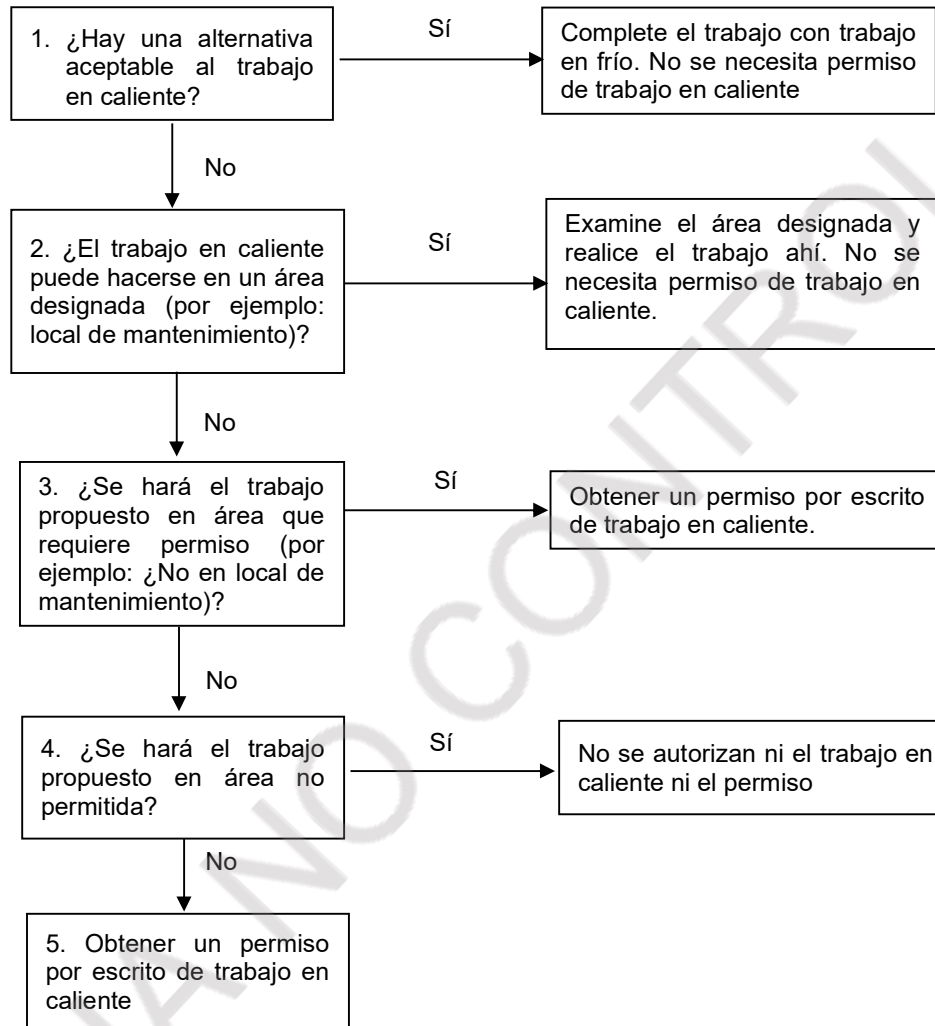 1. ¿Hay una alternativa
aceptable al trabajo
en caliente?
Sí
Complete el trabajo con trabajo
en frío. No se necesita permiso
de trabajo en caliente
No
2. ¿El trabajo en caliente
puede hacerse en un área
designada (por ejemplo:
local de mantenimiento)?
Sí
Examine el área designada y
realice el trabajo ahí. No se
necesita permiso de trabajo en
caliente.
No
3. ¿Se hará el trabajo
propuesto en área que
requiere permiso (por
ejemplo: ¿No en local de
mantenimiento)?
Sí
Obtener un permiso por escrito
de trabajo en caliente.
No
4. ¿Se hará el trabajo
propuesto en área no
permitida?
Sí
No se autorizan ni el trabajo en
caliente ni el permiso
No
5. Obtener un permiso
por escrito de trabajo en
caliente
NO CONTROL